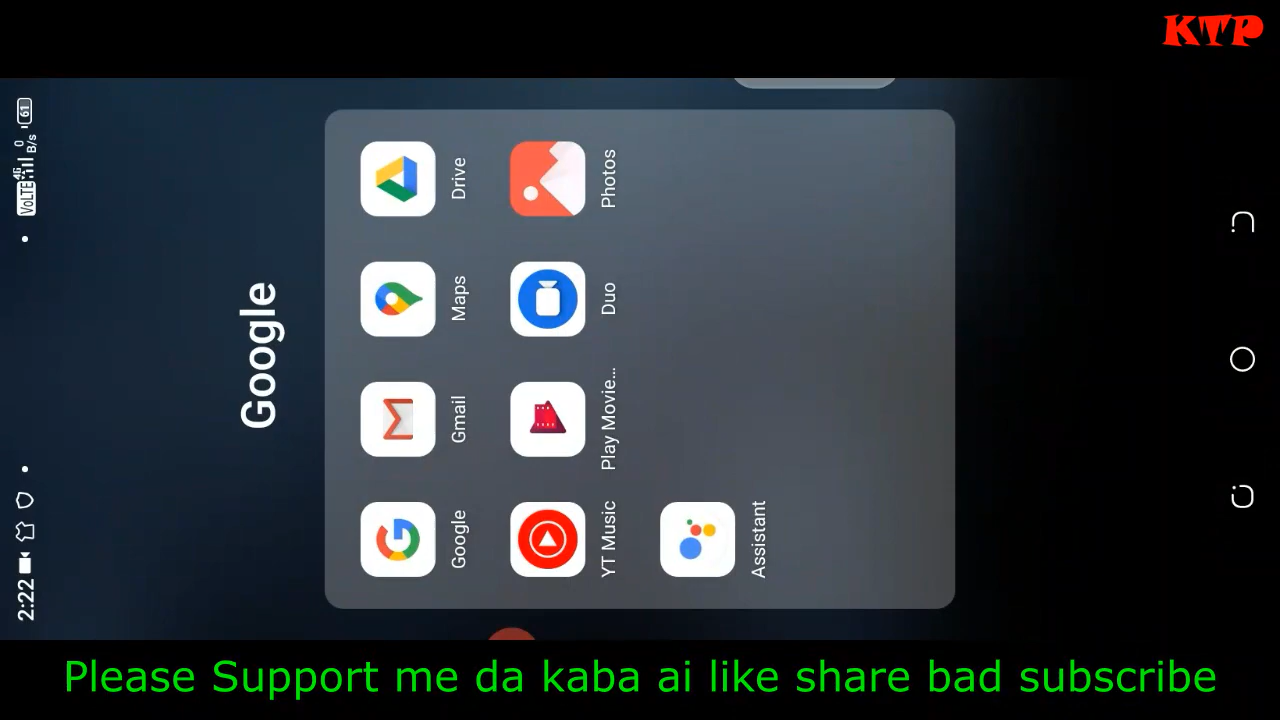 KTP
2:22
VoLTE 4G 0 B/s 61
Google
Google Gmail Maps Drive
YT Music Play Movie... Duo Photos
Assistant
Please Support me da kaba ai like share bad subscribe